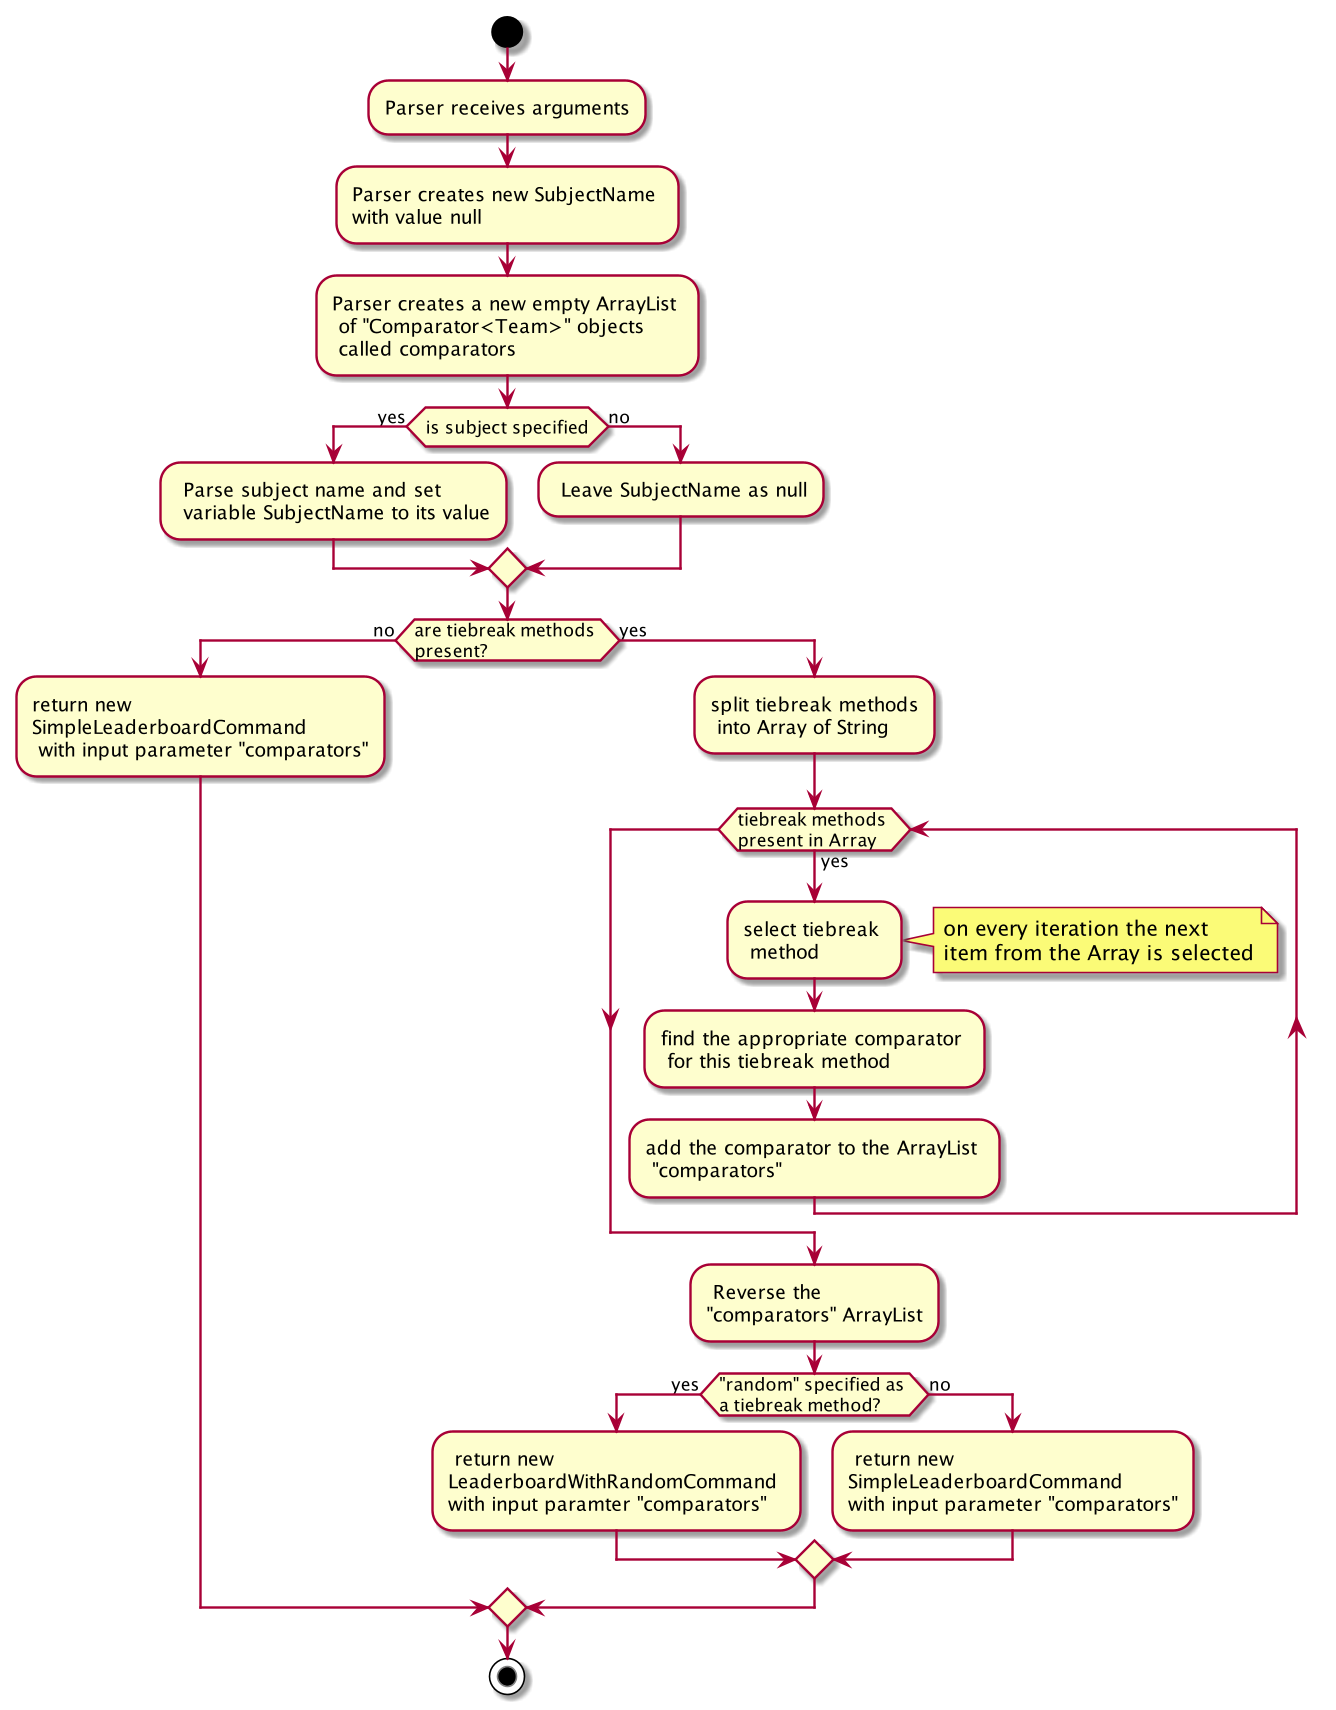 Parser receives arguments
Parser creates new SubjectName
with value null
Parser creates a new empty ArrayList
of "Comparator<Team>" objects
called comparators
yes
is subject specified
no
Parse subject name and set
variable SubjectName to its value
Leave SubjectName as null
no
are tiebreak methods
present?
yes
return new
SimpleLeaderboardCommand
with input parameter "comparators"
split tiebreak methods
into Array of String
tiebreak methods
present in Array
yes
select tiebreak
method
on every iteration the next
item from the Array is selected
find the appropriate comparator
for this tiebreak method
add the comparator to the ArrayList
"comparators"
Reverse the
"comparators" ArrayList
yes
"random" specified as
a tiebreak method?
no
return new
LeaderboardWithRandomCommand
with input paramter "comparators"
return new
SimpleLeaderboardCommand
with input parameter "comparators"